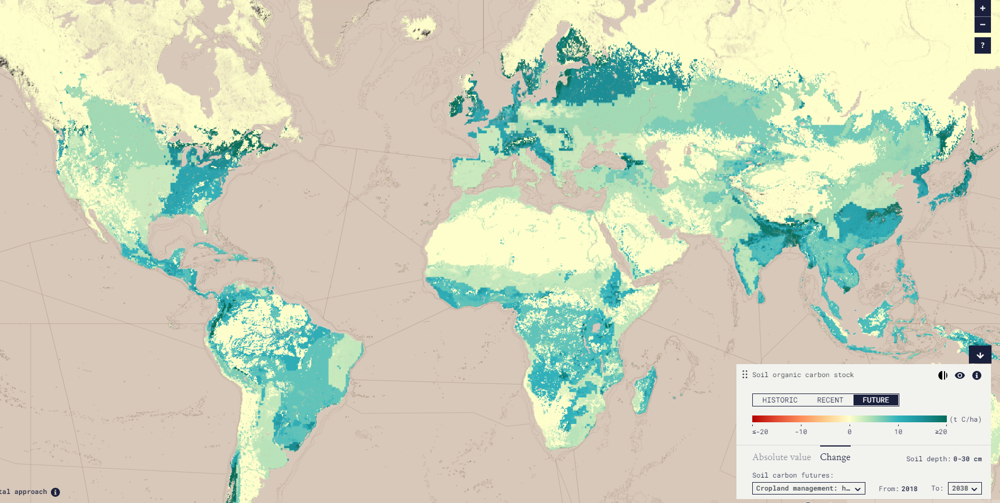 +
−
?
Soil organic carbon stock
HISTORIC RECENT FUTURE
(t C/ha)
≤-20 -10 0 10 ≥20
Absolute value Change Soil depth: 0-30 cm
Soil carbon futures:
Cropland management: h… From: 2018 To: 2038
tal approach